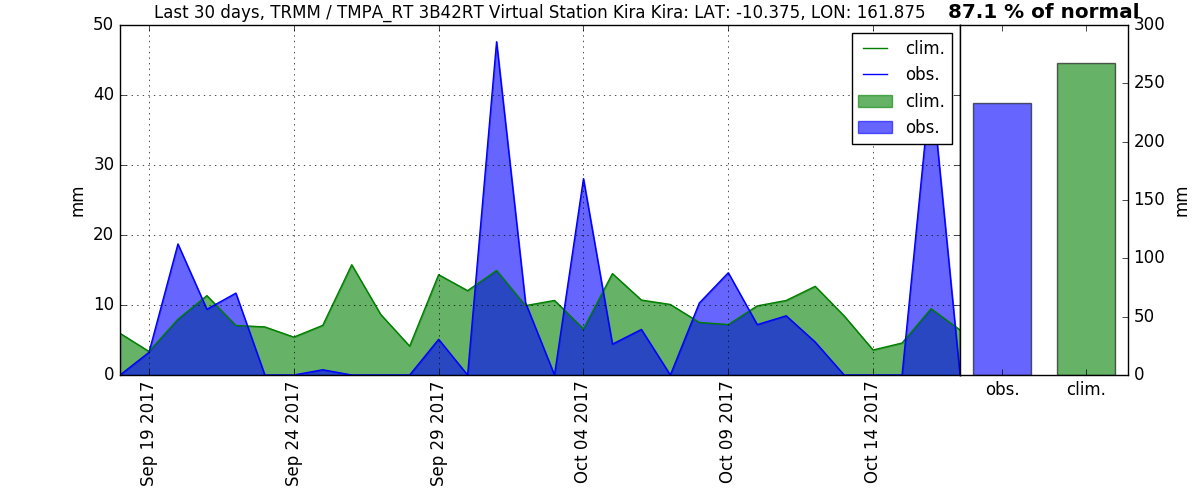 Last 30 days, TRMM / TMPA_RT 3B42RT Virtual Station Kira Kira: LAT: -10.375, LON: 161.875
87.1 % of normal
50
40
30
20
10
0
mm
clim.
obs.
clim.
obs.
Sep 19 2017
Sep 24 2017
Sep 29 2017
Oct 04 2017
Oct 09 2017
Oct 14 2017
300
250
200
150
100
50
0
mm
obs.
clim.